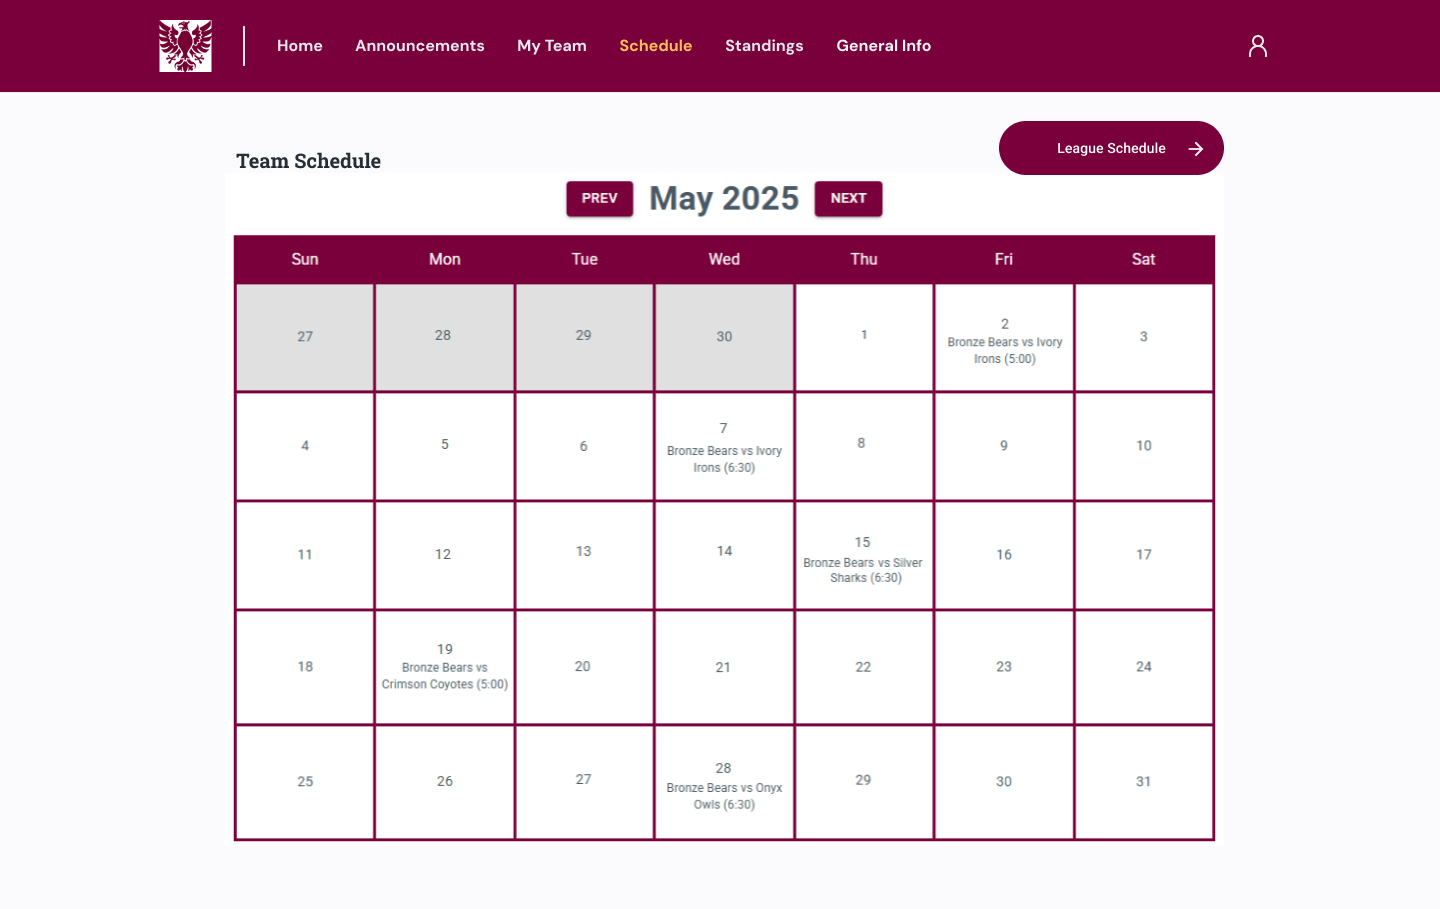 Home Announcements My Team Schedule Standings General Info
League Schedule
Team Schedule
PREV May 2025 NEXT
Sun Mon Tue Wed Thu Fri Sat
27 28 29 30 1 2 3
Bronze Bears vs Ivory
Irons (5:00)
4 5 6 7 8 9 10
Bronze Bears vs Ivory
Irons (6:30)
11 12 13 14 15 16 17
Bronze Bears vs Silver
Sharks (6:30)
18 19 20 21 22 23 24
Bronze Bears vs
Crimson Coyotes (5:00)
25 26 27 28 29 30 31
Bronze Bears vs Onyx
Owls (6:30)